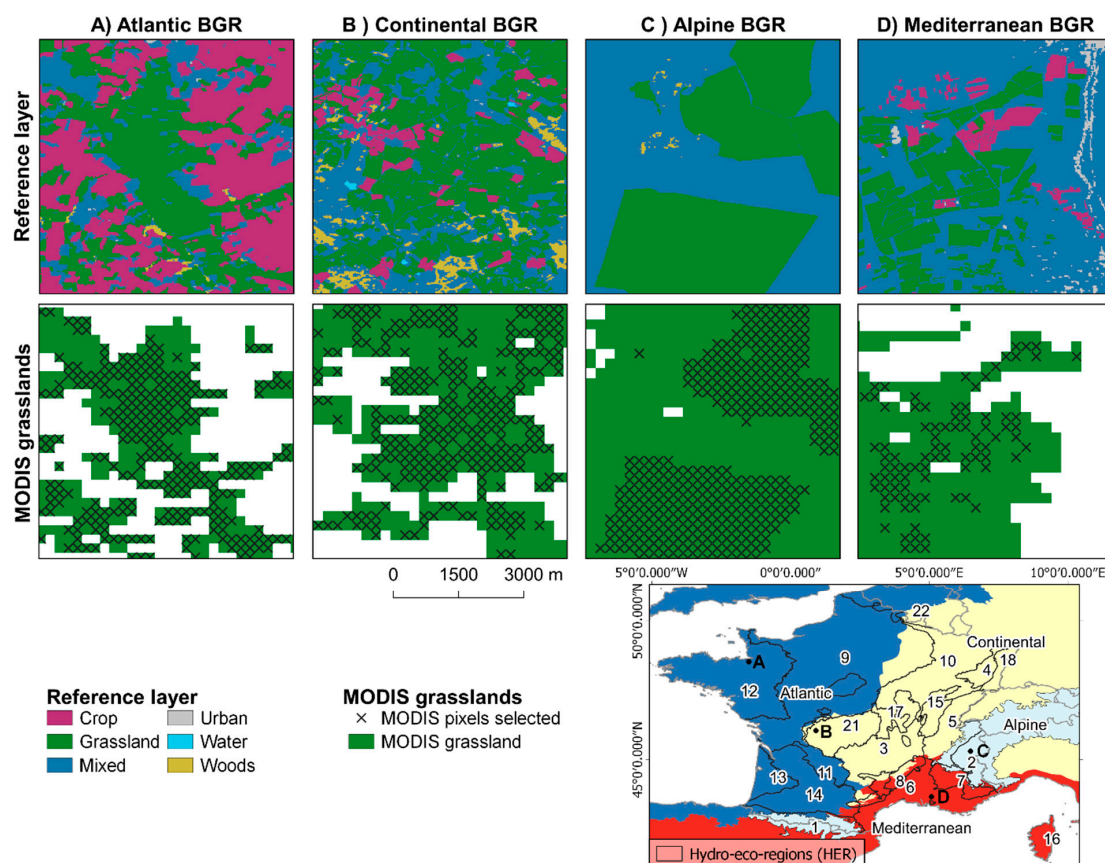 A) Atlantic BGR
B ) Continental BGR
C ) Alpine BGR
D) Mediterranean BGR
Reference layer
MODIS grasslands
0 1500 3000 m
5°0'0.000"W 0°0'0.000" 5°0'0.000"E 10°0'0.000"E
50°0'0.000"N
45°0'0.000"N
22
Continental
A
9
10
18
4
12
Atlantic
17
15
B
21
5
Alpine
3
C
2
13
11
8
6
7
14
D
1
Mediterranean
16
Hydro-eco-regions (HER)
Reference layer
Crop
Urban
Grassland
Water
Mixed
Woods
MODIS grasslands
× MODIS pixels selected
MODIS grassland